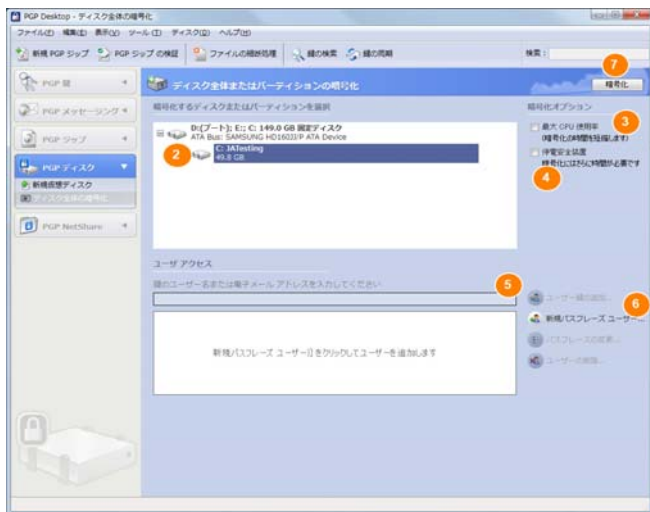 PGP Desktop - ディスク全体の暗号化
ファイル(F) 編集(E) 表示(V) ツール(T) ディスク(D) ヘルプ(H)
新規 PGP ジップ PGP ジップ の検証 ファイルの細断処理 鍵の検索 鍵の同期 検索:
7
PGP 鍵
ディスク全体またはパーティションの暗号化
暗号化
PGP メッセージング
暗号化するディスクまたはパーティションを選択
暗号化オプション
D:(ブート); E:; C: 149.0 GB 固定ディスク
ATA Bus: SAMSUNG HD160JJ/P ATA Device
最大 CPU 使用率
(暗号化の時間を短縮します)
3
PGP ジップ
2
C: JATesting
49.8 GB
停電安全装置
暗号化にはさらに時間が必要です
4
PGP ディスク
新規仮想ディスク
ディスク全体の暗号化
PGP NetShare
ユーザ アクセス
鍵のユーザー名または電子メール アドレスを入力してください
5
ユーザー鍵の追加...
6
新規パスフレーズ ユーザー...
新規パスフレーズ ユーザー][をクリックしてユーザーを追加します
パスフレーズの変更...
ユーザーの削除...